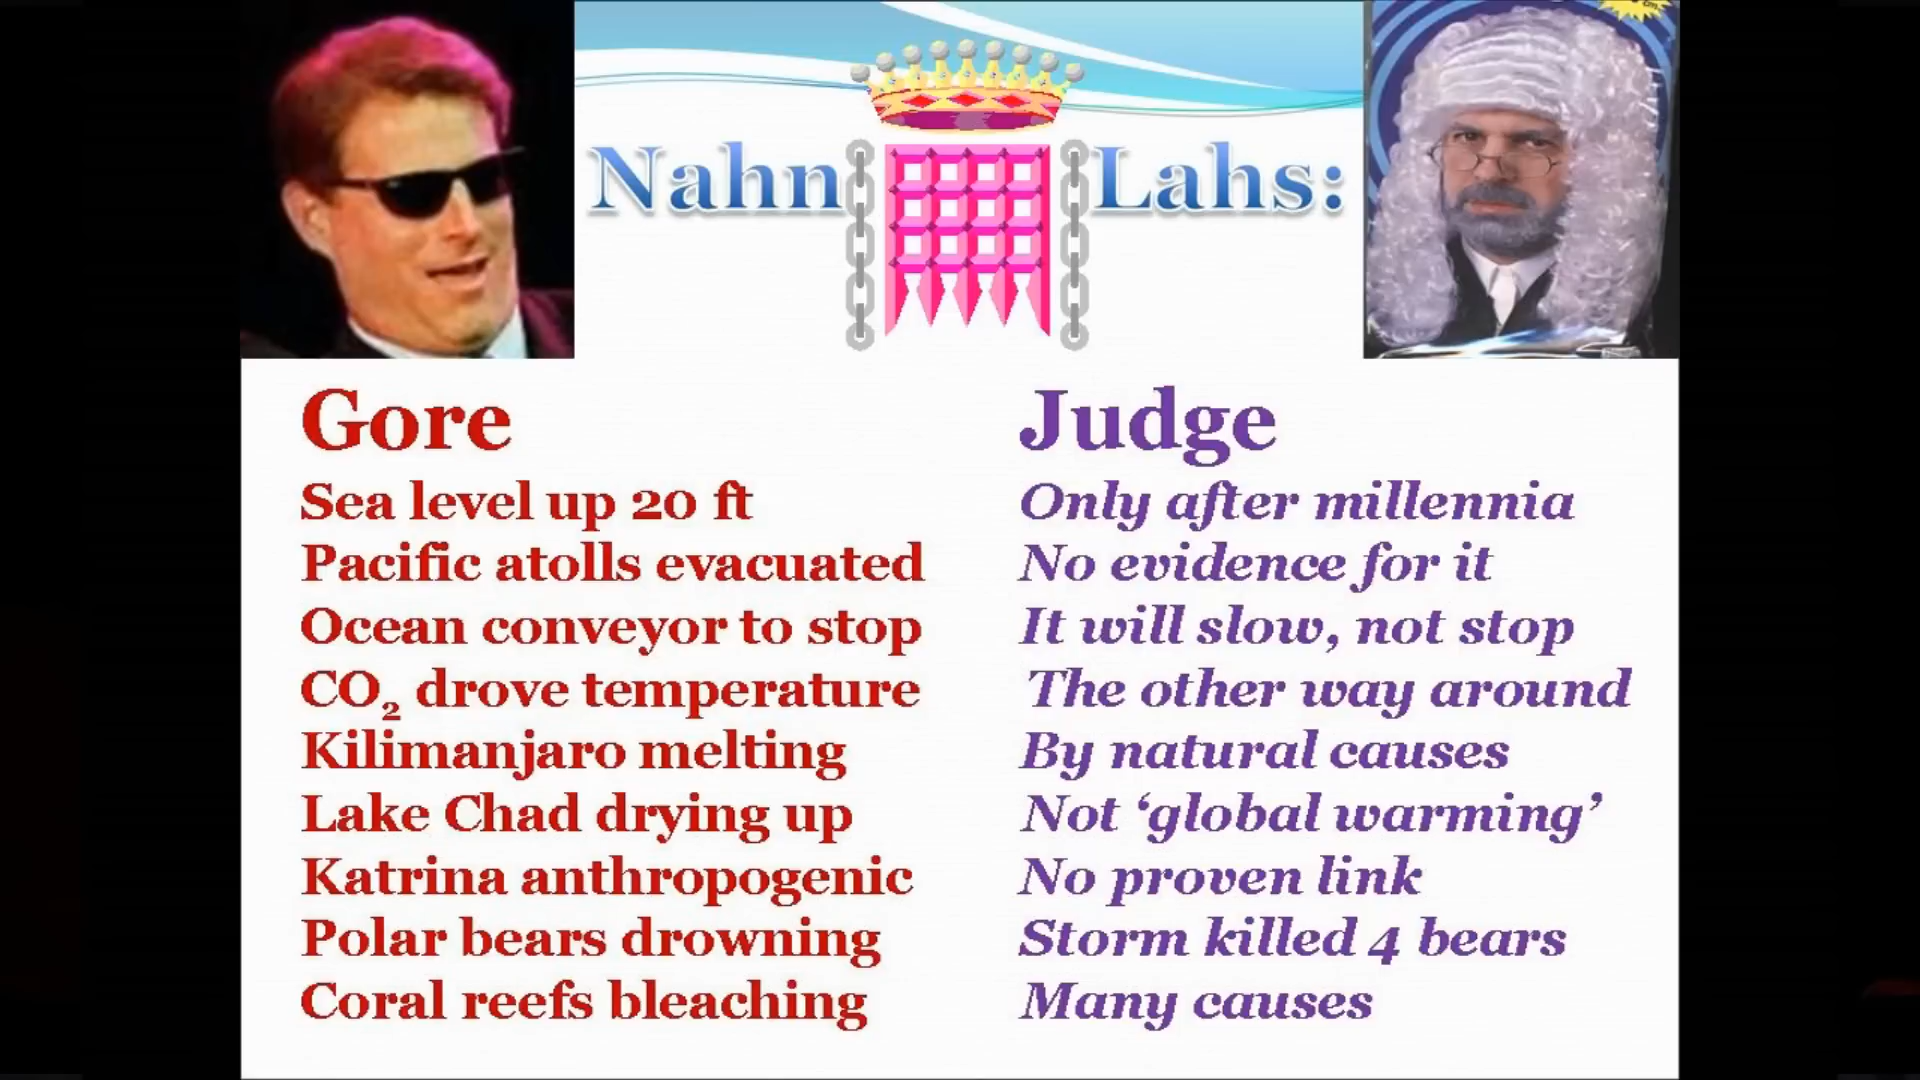 Nahn Lahs:
Gore
Judge
Sea level up 20 ft
Only after millennia
Pacific atolls evacuated
No evidence for it
Ocean conveyor to stop
It will slow, not stop
CO₂ drove temperature
The other way around
Kilimanjaro melting
By natural causes
Lake Chad drying up
Not ‘global warming’
Katrina anthropogenic
No proven link
Polar bears drowning
Storm killed 4 bears
Coral reefs bleaching
Many causes